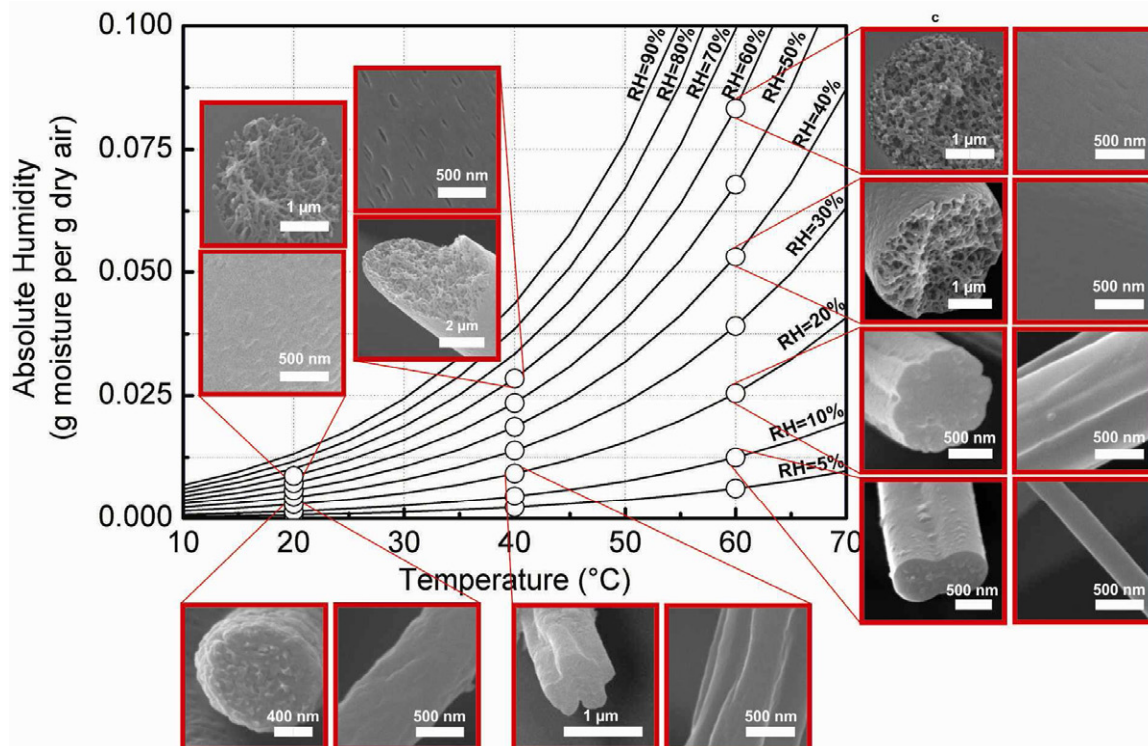 c
0.100
0.075
0.050
0.025
0.000
Absolute Humidity
(g moisture per g dry air)
10
20
30
40
50
60
70
Temperature (°C)
RH=90%
RH=80%
RH=70%
RH=60%
RH=50%
RH=40%
RH=30%
RH=20%
RH=10%
RH=5%
1 µm
500 nm
500 nm
2 µm
1 µm
500 nm
1 µm
500 nm
500 nm
500 nm
500 nm
500 nm
400 nm
500 nm
1 µm
500 nm